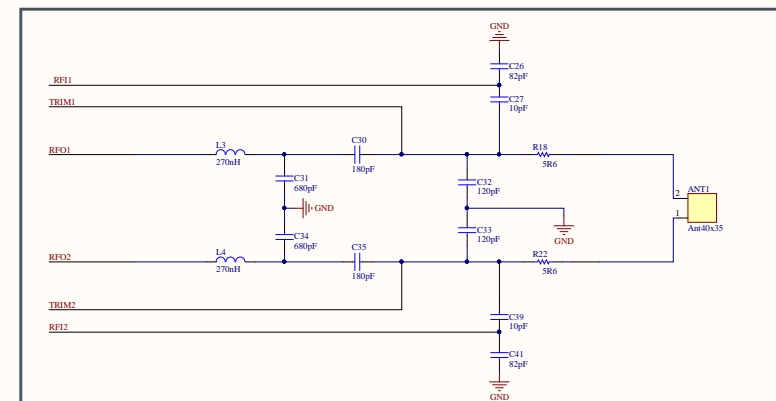 GND
C26
82pF
RFI1
C27
10pF
TRIM1
C30
L3
RFO1
R18
270nH
180pF
5R6
C31
680pF
C32
120pF
ANT1
2
GND
1
C34
680pF
C33
120pF
GND
Ant40x35
L4
C35
R22
RFO2
270nH
180pF
5R6
TRIM2
C39
10pF
RFI2
C41
82pF
GND